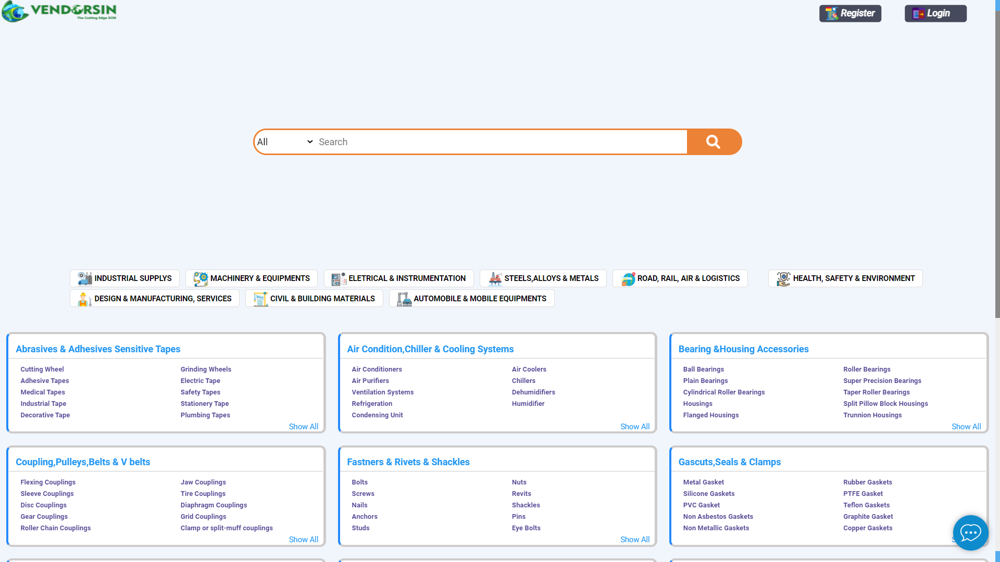 VENDORSIN
The Cutting Edge SCM
Register
Login
All
Search
INDUSTRIAL SUPPLYS
MACHINERY & EQUIPMENTS
ELETRICAL & INSTRUMENTATION
STEELS,ALLOYS & METALS
ROAD, RAIL, AIR & LOGISTICS
HEALTH, SAFETY & ENVIRONMENT
DESIGN & MANUFACTURING, SERVICES
CIVIL & BUILDING MATERIALS
AUTOMOBILE & MOBILE EQUIPMENTS
Abrasives & Adhesives Sensitive Tapes
Cutting Wheel
Grinding Wheels
Adhesive Tapes
Electric Tape
Medical Tapes
Safety Tapes
Industrial Tape
Stationery Tape
Decorative Tape
Plumbing Tapes
Show All
Air Condition,Chiller & Cooling Systems
Air Conditioners
Air Coolers
Air Purifiers
Chillers
Ventilation Systems
Dehumidifiers
Refrigeration
Humidifier
Condensing Unit
Show All
Bearing &Housing Accessories
Ball Bearings
Roller Bearings
Plain Bearings
Super Precision Bearings
Cylindrical Roller Bearings
Taper Roller Bearings
Housings
Split Pillow Block Housings
Flanged Housings
Trunnion Housings
Show All
Coupling,Pulleys,Belts & V belts
Flexing Couplings
Jaw Couplings
Sleeve Couplings
Tire Couplings
Disc Couplings
Diaphragm Couplings
Gear Couplings
Grid Couplings
Roller Chain Couplings
Clamp or split-muff couplings
Show All
Fastners & Rivets & Shackles
Bolts
Nuts
Screws
Revits
Nails
Shackles
Anchors
Pins
Studs
Eye Bolts
Show All
Gascuts,Seals & Clamps
Metal Gasket
Rubber Gaskets
Silicone Gaskets
PTFE Gasket
PVC Gasket
Teflon Gaskets
Non Asbestos Gaskets
Graphite Gasket
Non Metallic Gaskets
Copper Gaskets